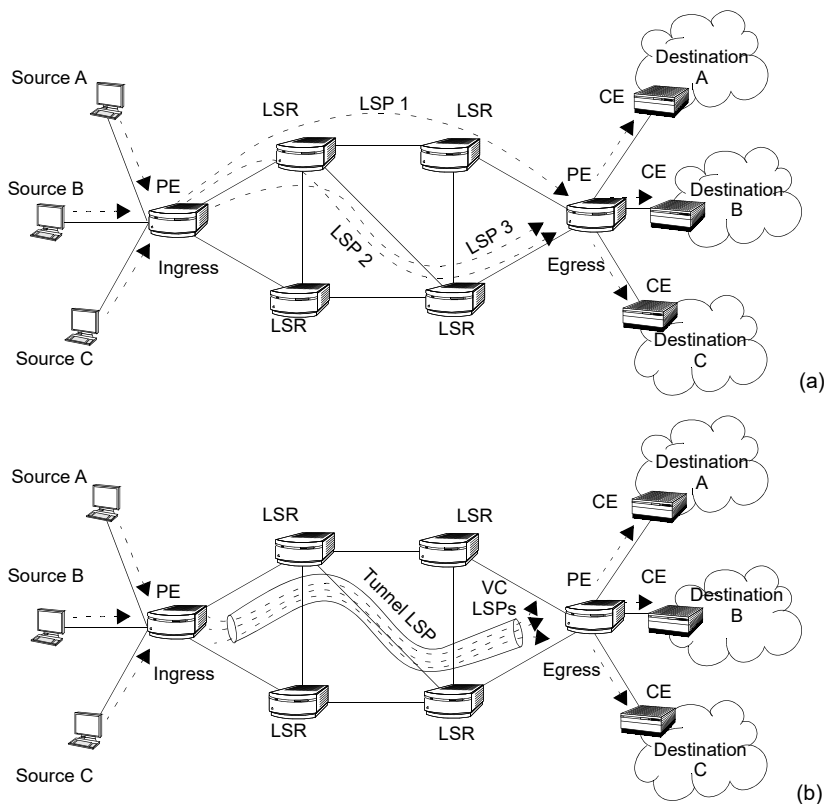 Destination
A
Source A
CE
LSP 1
LSR
LSR
CE
Source B
PE
PE
Destination
B
LSP 2
LSP 3
Ingress
Egress
CE
LSR
LSR
Source C
Destination
C
(a)
Destination
A
Source A
CE
LSR
LSR
CE
Source B
PE
Tunnel LSP
VC
LSPs
PE
Destination
B
Ingress
Egress
CE
LSR
LSR
Source C
Destination
C
(b)